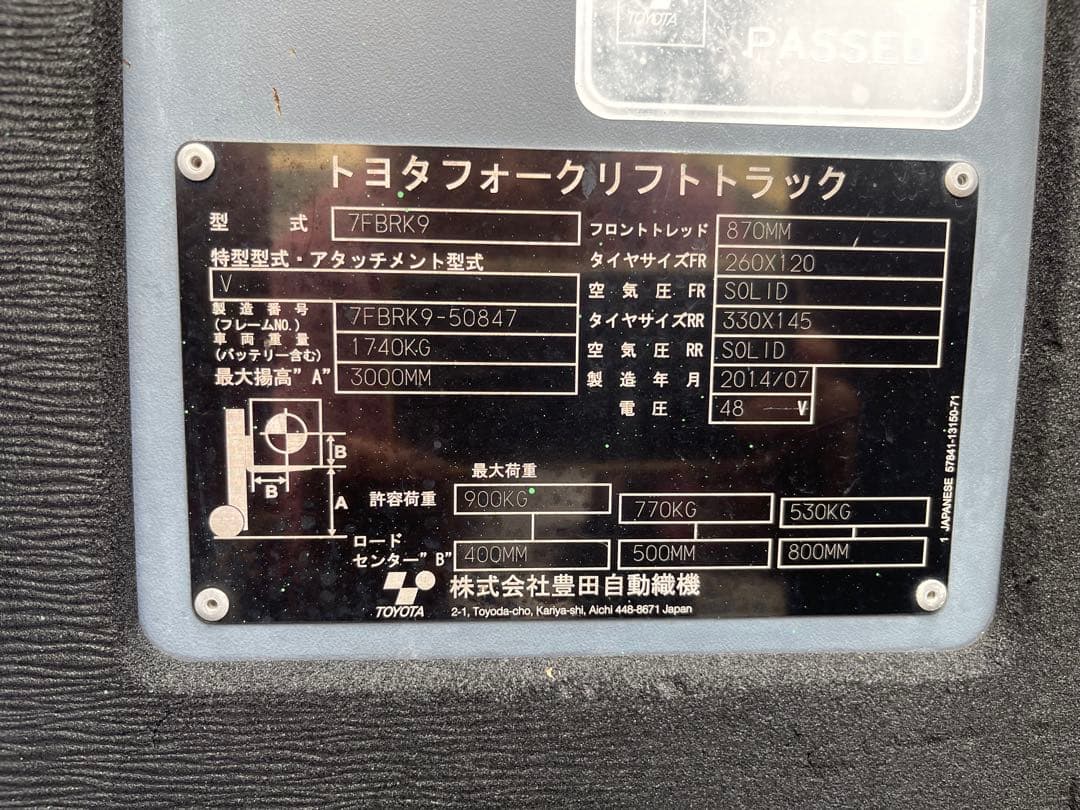 TOYOTA
PASSED
トヨタフォークリフトトラック
型式 7FBRK9
特型型式・アタッチメント型式
V
製造番号
(フレームNO.) 7FBRK9-50847
車両重量
(バッテリー含む) 1740KG
最大揚高"A" 3000MM
フロントトレッド 870MM
タイヤサイズFR 260X120
空気圧 FR SOLID
タイヤサイズRR 330X145
空気圧 RR SOLID
製造年月 2014/07
電圧 48 V
B
B
A
最大荷重
許容荷重 900KG 770KG 530KG
ロード
センター"B" 400MM 500MM 800MM
TOYOTA
株式会社豊田自動織機
2-1, Toyoda-cho, Kariya-shi, Aichi 448-8671 Japan
1 JAPANESE 57841-13150-71